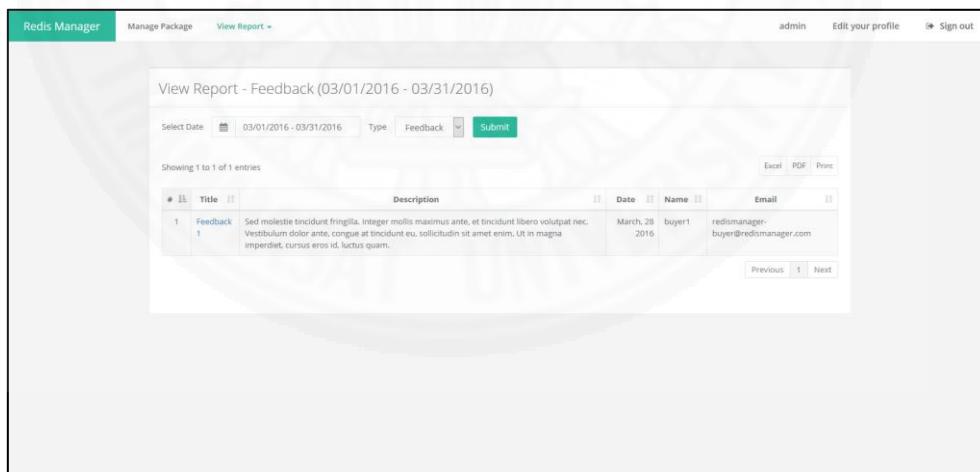 Redis Manager Manage Package View Report admin Edit your profile Sign out
View Report - Feedback (03/01/2016 - 03/31/2016)
Select Date 03/01/2016 - 03/31/2016 Type Feedback Submit
Showing 1 to 1 of 1 entries Excel PDF Print
# Title Description Date Name Email
1 Feedback Sed molestie tincidunt fringilla. Integer mollis maximus ante, et tincidunt libero volutpat nec. March, 28 buyer1 redismanager-
1 Vestibulum dolor ante, congue at tincidunt eu, sollicitudin sit amet enim. Ut in magna 2016 buyer@redismanager.com
imperdiet, cursus eros id, luctus quam.
Previous 1 Next